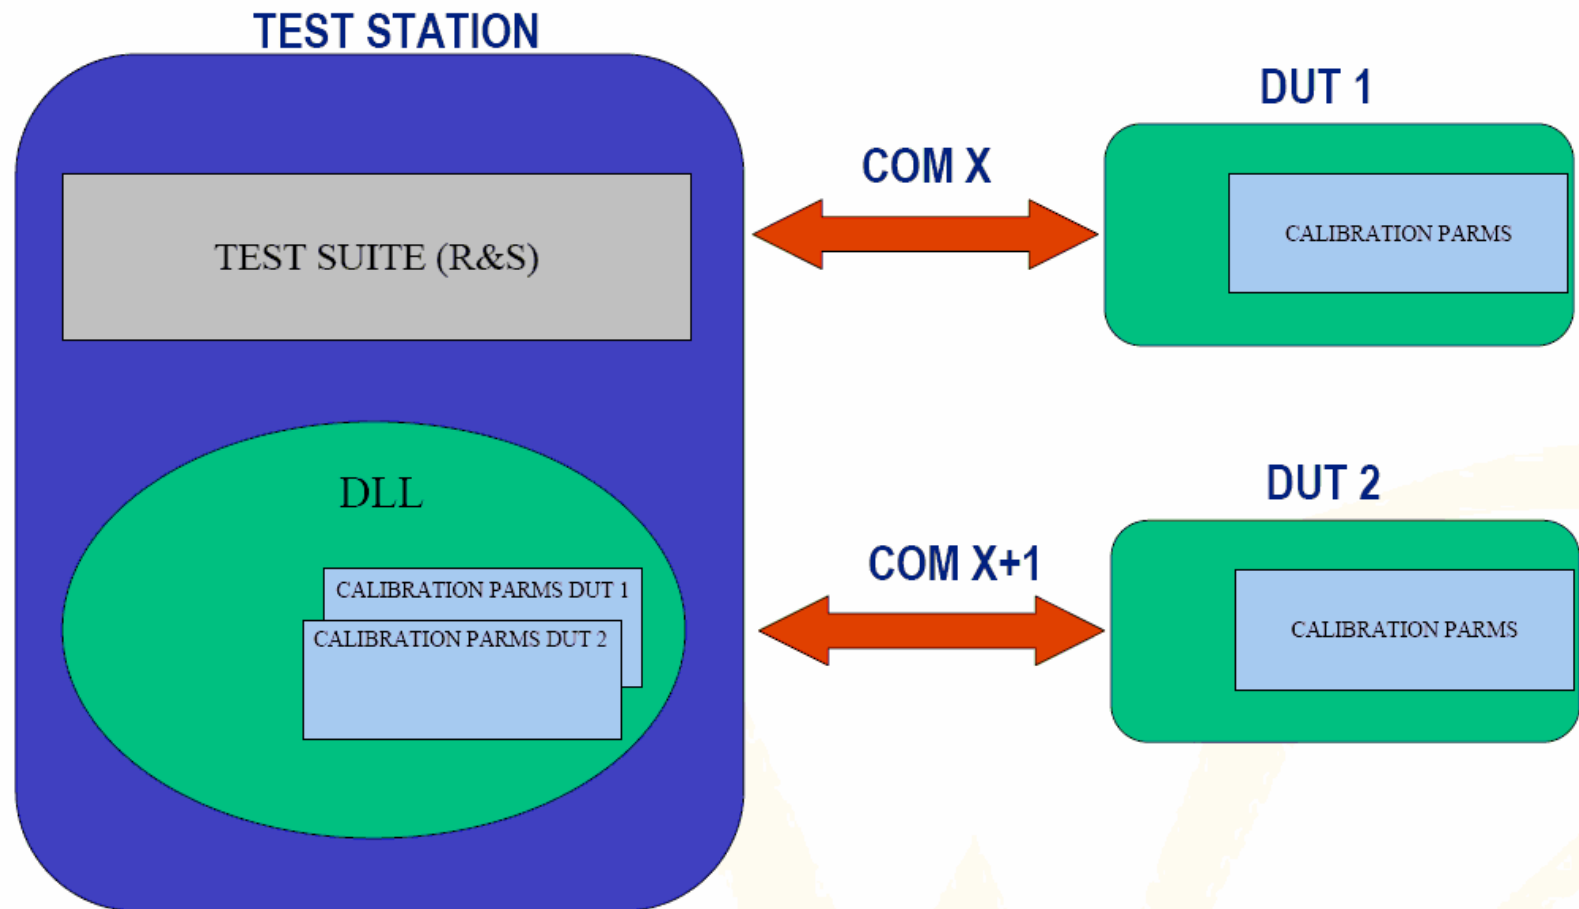 TEST STATION
TEST SUITE (R&S)
DLL
CALIBRATION PARMS DUT 1
CALIBRATION PARMS DUT 2
COM X
DUT 1
CALIBRATION PARMS
COM X+1
DUT 2
CALIBRATION PARMS